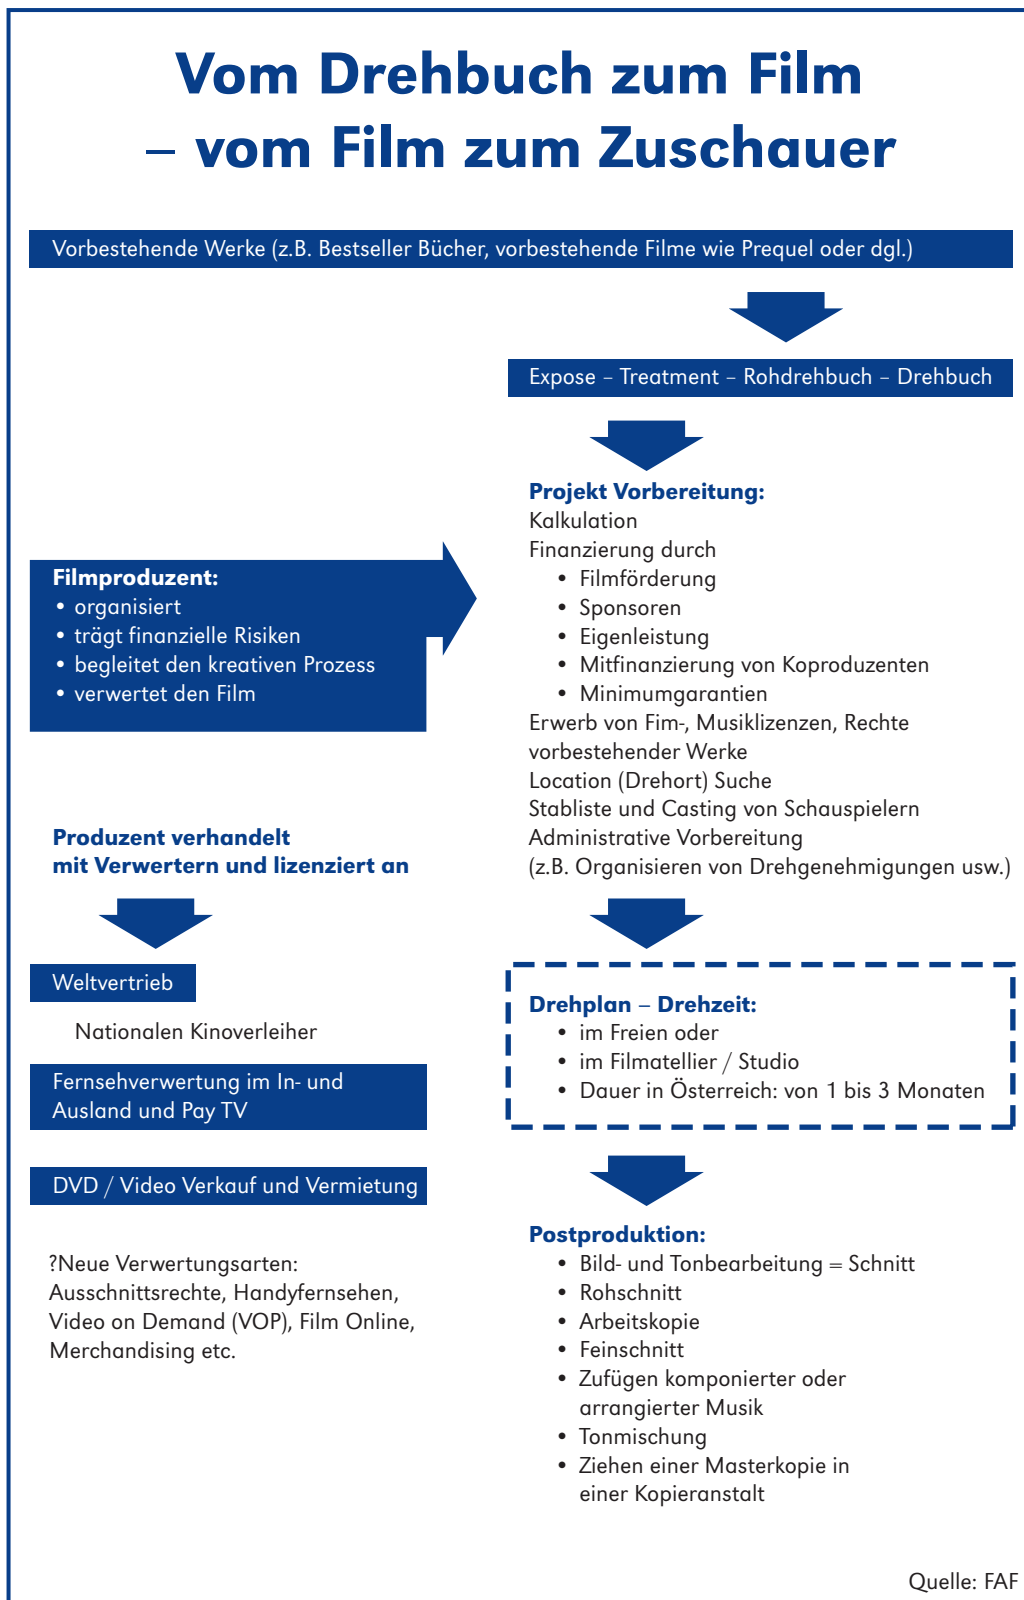 Vom Drehbuch zum Film
– vom Film zum Zuschauer
Vorbestehende Werke (z.B. Bestseller Bücher, vorbestehende Filme wie Prequel oder dgl.)
Expose – Treatment – Rohdrehbuch – Drehbuch
Projekt Vorbereitung:
Kalkulation
Finanzierung durch
• Filmförderung
• Sponsoren
• Eigenleistung
• Mitfinanzierung von Koproduzenten
• Minimumgarantien
Erwerb von Fim-, Musiklizenzen, Rechte
vorbestehender Werke
Location (Drehort) Suche
Stabliste und Casting von Schauspielern
Administrative Vorbereitung
(z.B. Organisieren von Drehgenehmigungen usw.)
Filmproduzent:
• organisiert
• trägt finanzielle Risiken
• begleitet den kreativen Prozess
• verwertet den Film
Produzent verhandelt
mit Verwertern und lizenziert an
Weltvertrieb
Nationalen Kinoverleiher
Fernsehverwertung im In- und
Ausland und Pay TV
DVD / Video Verkauf und Vermietung
?Neue Verwertungsarten:
Ausschnittsrechte, Handyfernsehen,
Video on Demand (VOP), Film Online,
Merchandising etc.
Drehplan – Drehzeit:
• im Freien oder
• im Filmatellier / Studio
• Dauer in Österreich: von 1 bis 3 Monaten
Postproduktion:
• Bild- und Tonbearbeitung = Schnitt
• Rohschnitt
• Arbeitskopie
• Feinschnitt
• Zufügen komponierter oder
arrangierter Musik
• Tonmischung
• Ziehen einer Masterkopie in
einer Kopieranstalt
Quelle: FAF